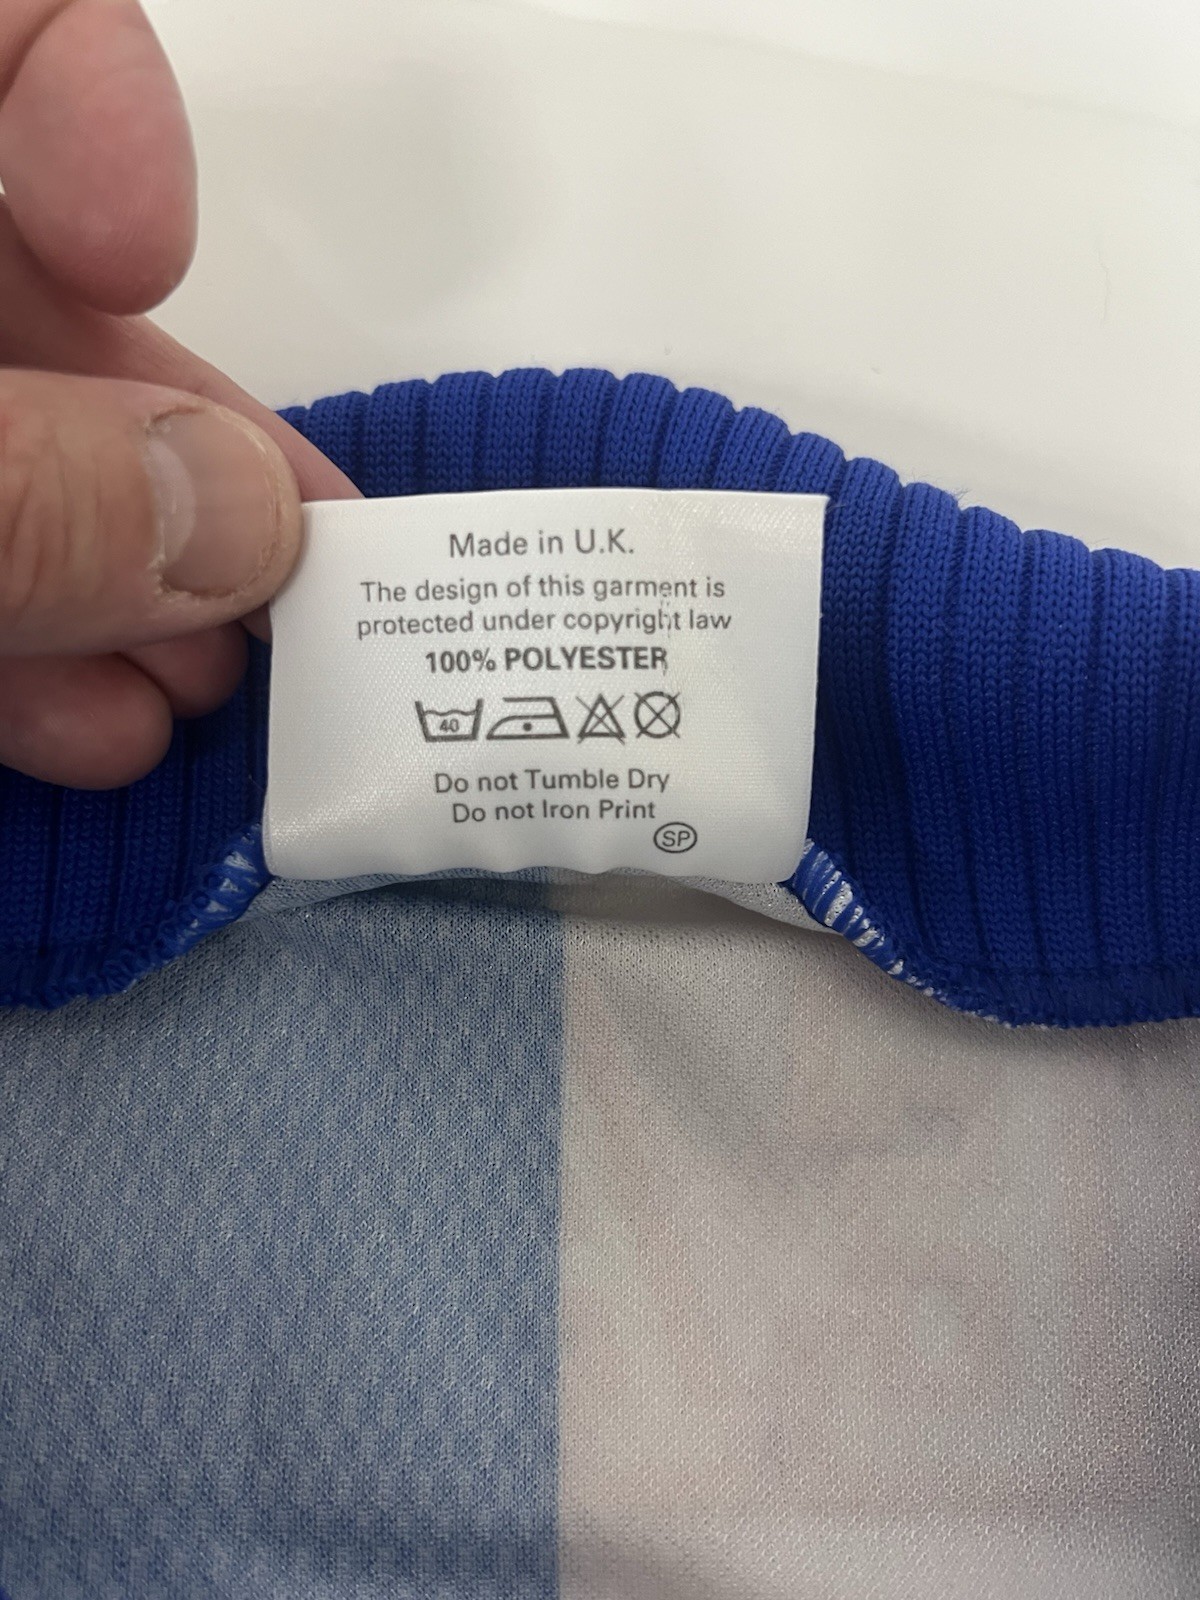 Made in U.K.
The design of this garment is
protected under copyright law
100% POLYESTER
40
Do not Tumble Dry
Do not Iron Print
SP